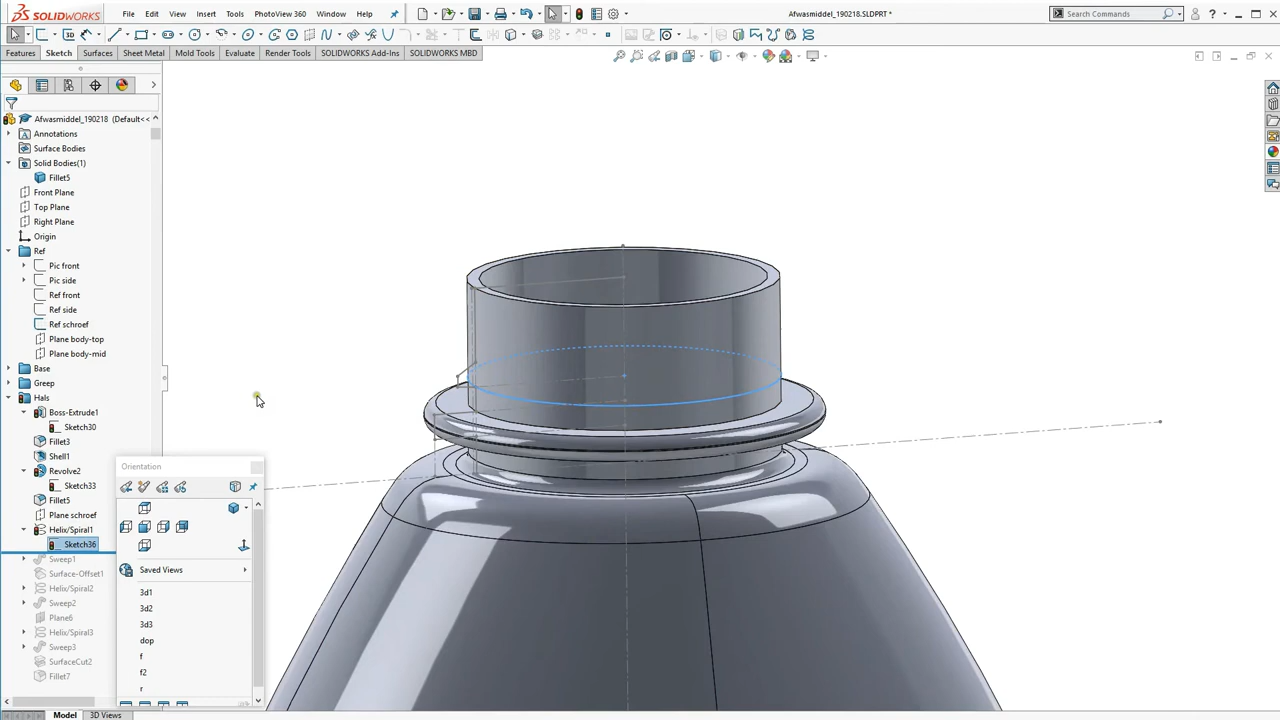 SOLIDWORKS File Edit View Insert Tools PhotoView 360 Window Help Afwasmiddel_190218.SLDPRT * Search Commands
Features Sketch Surfaces Sheet Metal Mold Tools Evaluate Render Tools SOLIDWORKS Add-Ins SOLIDWORKS MBD
Afwasmiddel_190218 (Default<<
Annotations
Surface Bodies
Solid Bodies(1)
Fillet5
Front Plane
Top Plane
Right Plane
Origin
Ref
Pic front
Pic side
Ref front
Ref side
Ref schroef
Plane body-top
Plane body-mid
Base
Greep
Hals
Boss-Extrude1
Sketch30
Fillet3
Shell1
Revolve2
Sketch33
Fillet5
Plane schroef
Helix/Spiral1
Sketch36
Sweep1
Surface-Offset1
Helix/Spiral2
Sweep2
Plane6
Helix/Spiral3
Sweep3
SurfaceCut2
Fillet7
Orientation
Saved Views
3d1
3d2
3d3
dop
f
f2
r
Model 3D Views